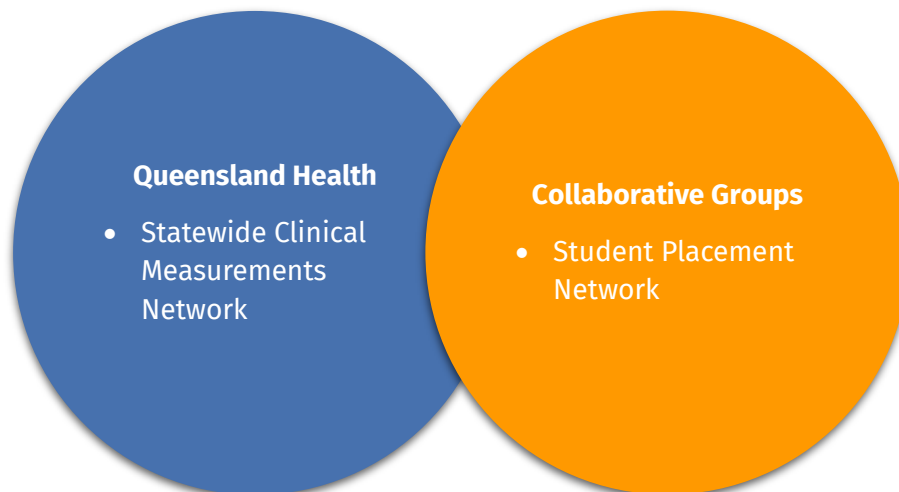 Queensland Health
• Statewide Clinical
Measurements
Network
Collaborative Groups
• Student Placement
Network